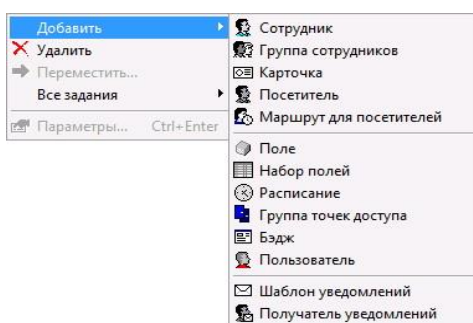 Добавить
Удалить
Переместить...
Все задания
Параметры... Ctrl+Enter
Сотрудник
Группа сотрудников
Карточка
Посетитель
Маршрут для посетителей
Поле
Набор полей
Расписание
Группа точек доступа
Бэдж
Пользователь
Шаблон уведомлений
Получатель уведомлений